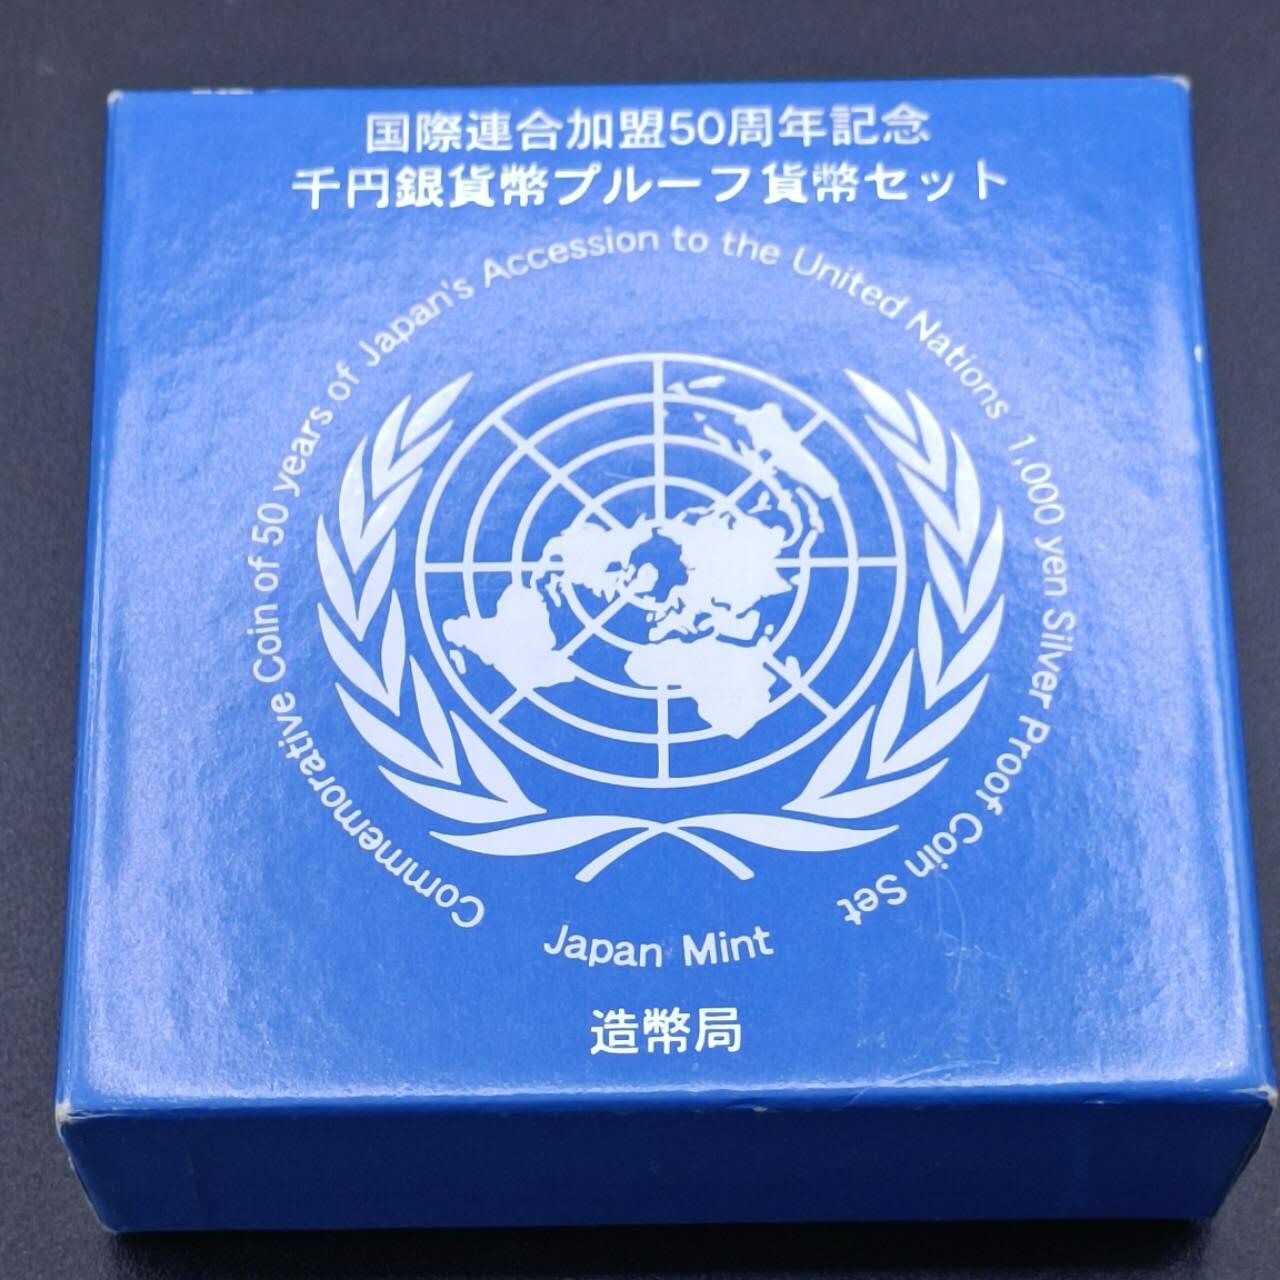 国際連合加盟50周年記念
千円銀貨幣プルーフ貨幣セット
Commemorative Coin of 50 years of Japan's Accession to the United Nations 1,000 yen Silver Proof Coin Set
Japan Mint
造幣局